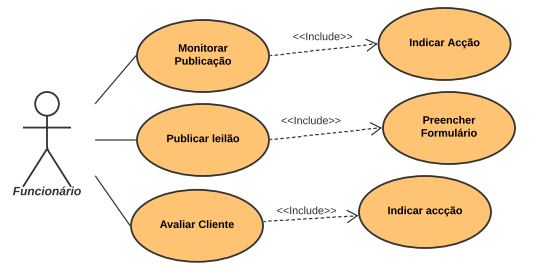 Monitorar
Publicação
<<Include>>
Indicar Acção
Publicar leilão
<<Include>>
Preencher
Formulário
Funcionário
Avaliar Cliente
<<Include>>
Indicar accção